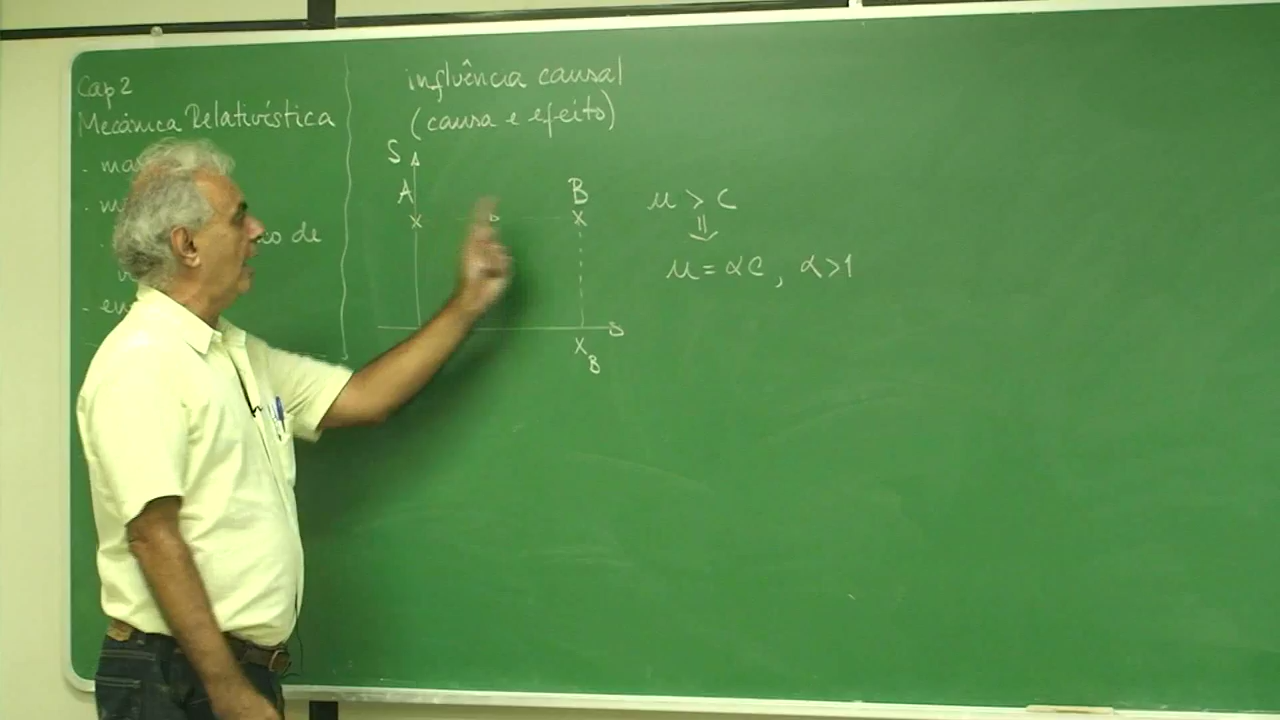 Cap 2
Mecânica Relativística
influência causal
(causa e efeito)
S
A
x
B
x
x B
u > c
⇓
u = αc, α>1